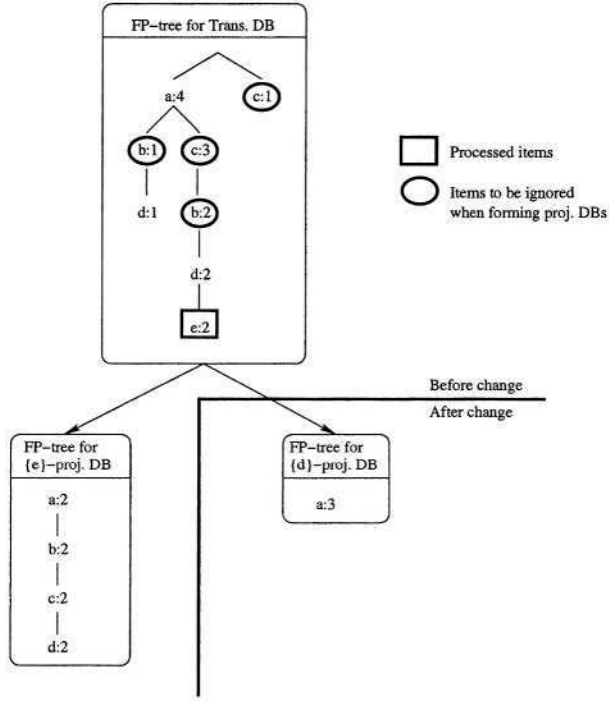 FP–tree for Trans. DB
a:4
c:1
b:1
c:3
d:1
b:2
d:2
e:2
Processed items
Items to be ignored
when forming proj. DBs
Before change
After change
FP–tree for
{e}–proj. DB
a:2
b:2
c:2
d:2
FP–tree for
{d}–proj. DB
a:3